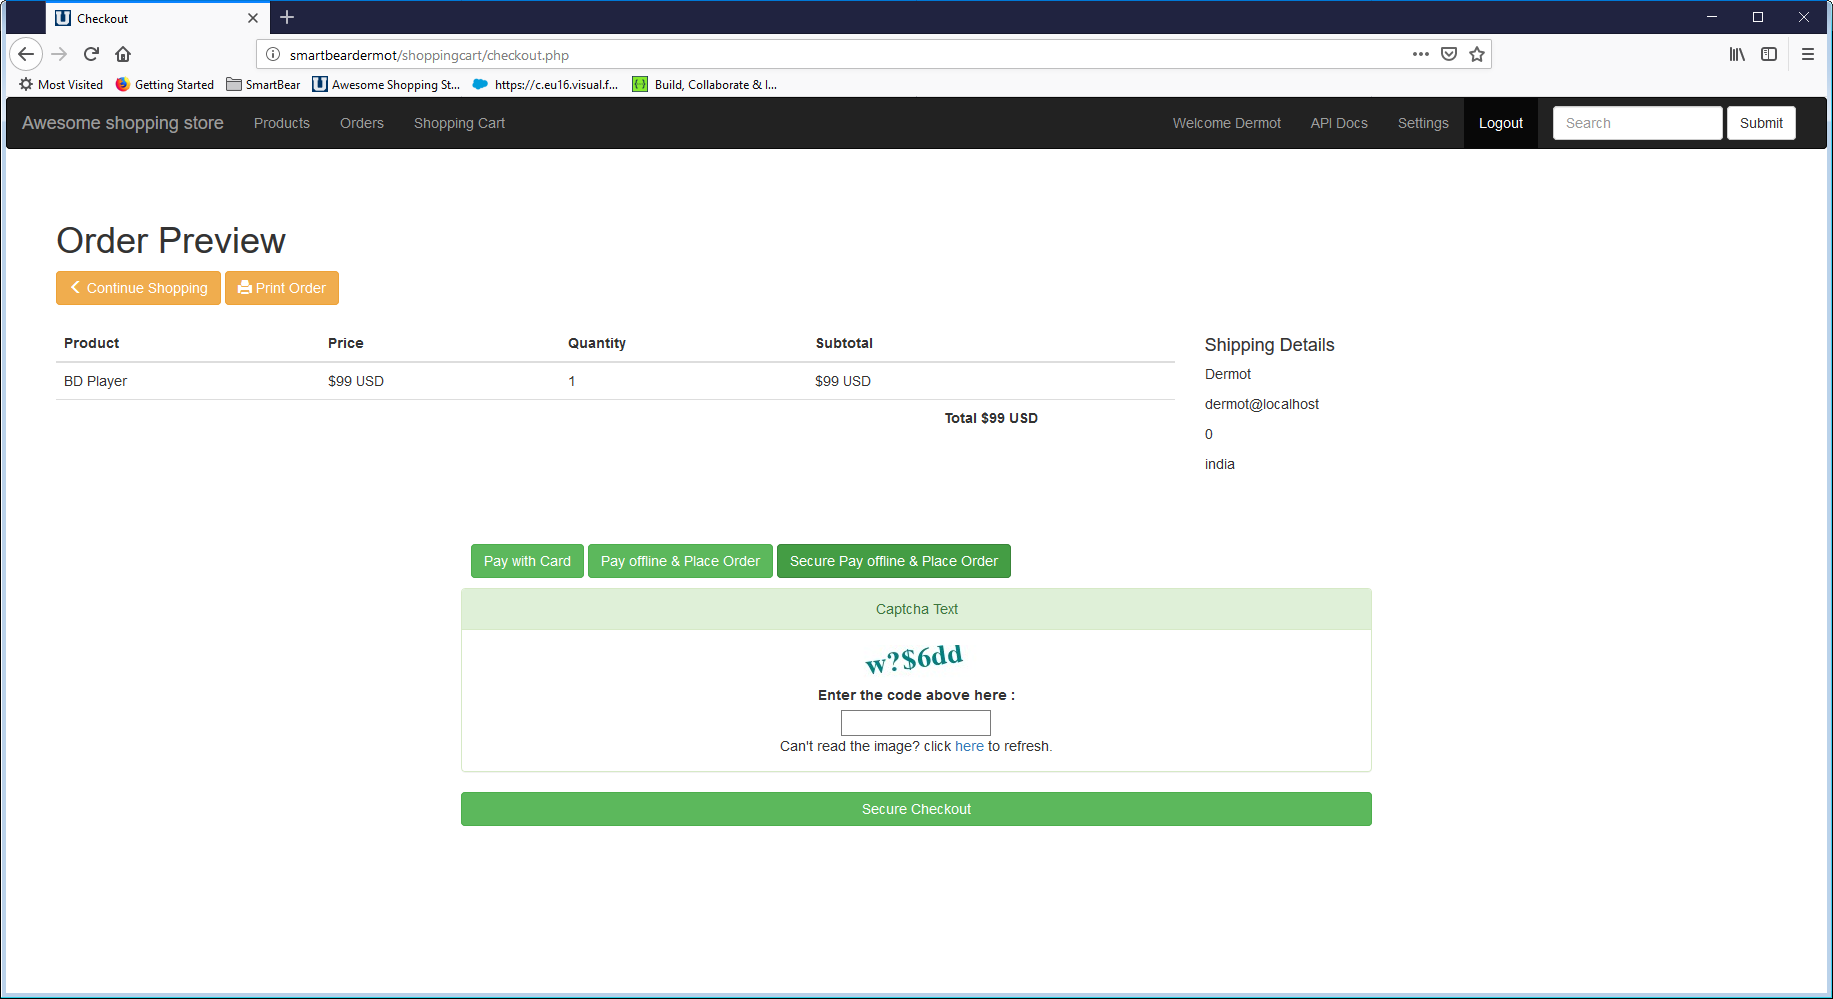 Checkout
smartbeardermot/shoppingcart/checkout.php
Most Visited Getting Started SmartBear Awesome Shopping St... https://c.eu16.visual.f... Build, Collaborate & I...
Awesome shopping store Products Orders Shopping Cart Welcome Dermot API Docs Settings Logout Search Submit
Order Preview
Continue Shopping Print Order
Product Price Quantity Subtotal
BD Player $99 USD 1 $99 USD
Total $99 USD
Shipping Details
Dermot
dermot@localhost
0
india
Pay with Card Pay offline & Place Order Secure Pay offline & Place Order
Captcha Text
w?$6dd
Enter the code above here :
Can't read the image? click here to refresh.
Secure Checkout